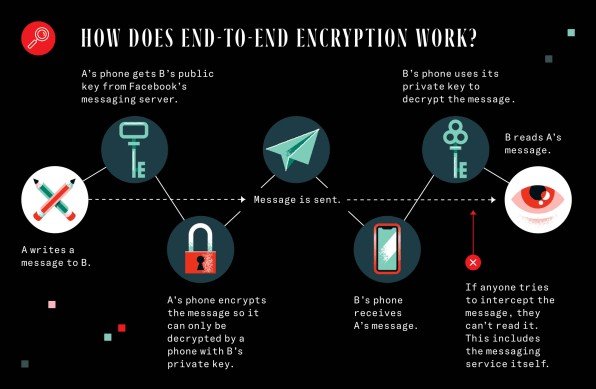 HOW DOES END-TO-END ENCRYPTION WORK?
A's phone gets B's public
key from Facebook's
messaging server.
B's phone uses its
private key to
decrypt the message.
B reads A's
message.
Message is sent.
A writes a
message to B.
A's phone encrypts
the message so it
can only be
decrypted by a
phone with B's
private key.
B's phone
receives
A's message.
If anyone tries
to intercept the
message, they
can't read it.
This includes
the messaging
service itself.